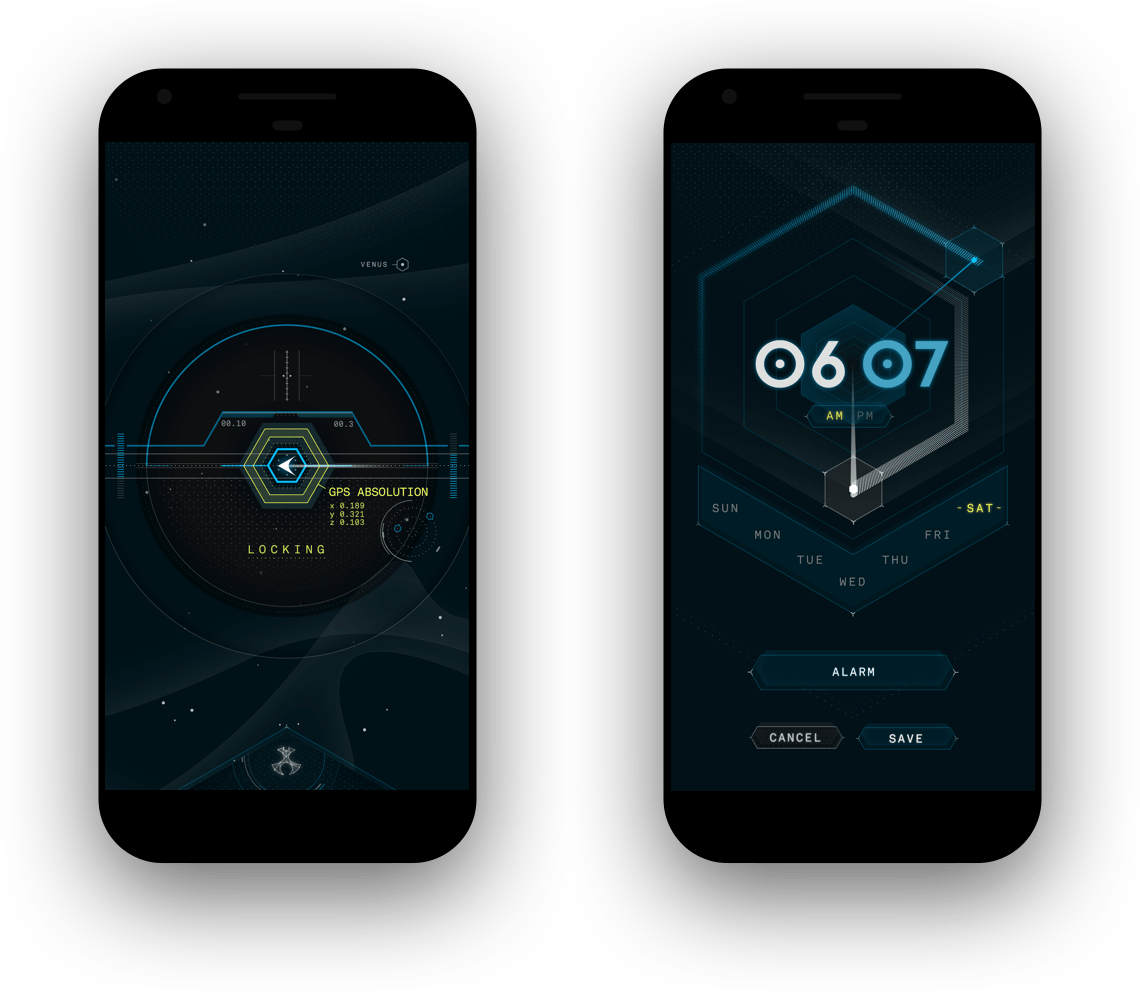 VENUS
00.10 00.3
GPS ABSOLUTION
x 0.189
y 0.321
z 0.103
LOCKING
06 07
AM PM
SUN
MON
TUE
WED
THU
FRI
-SAT-
ALARM
CANCEL SAVE